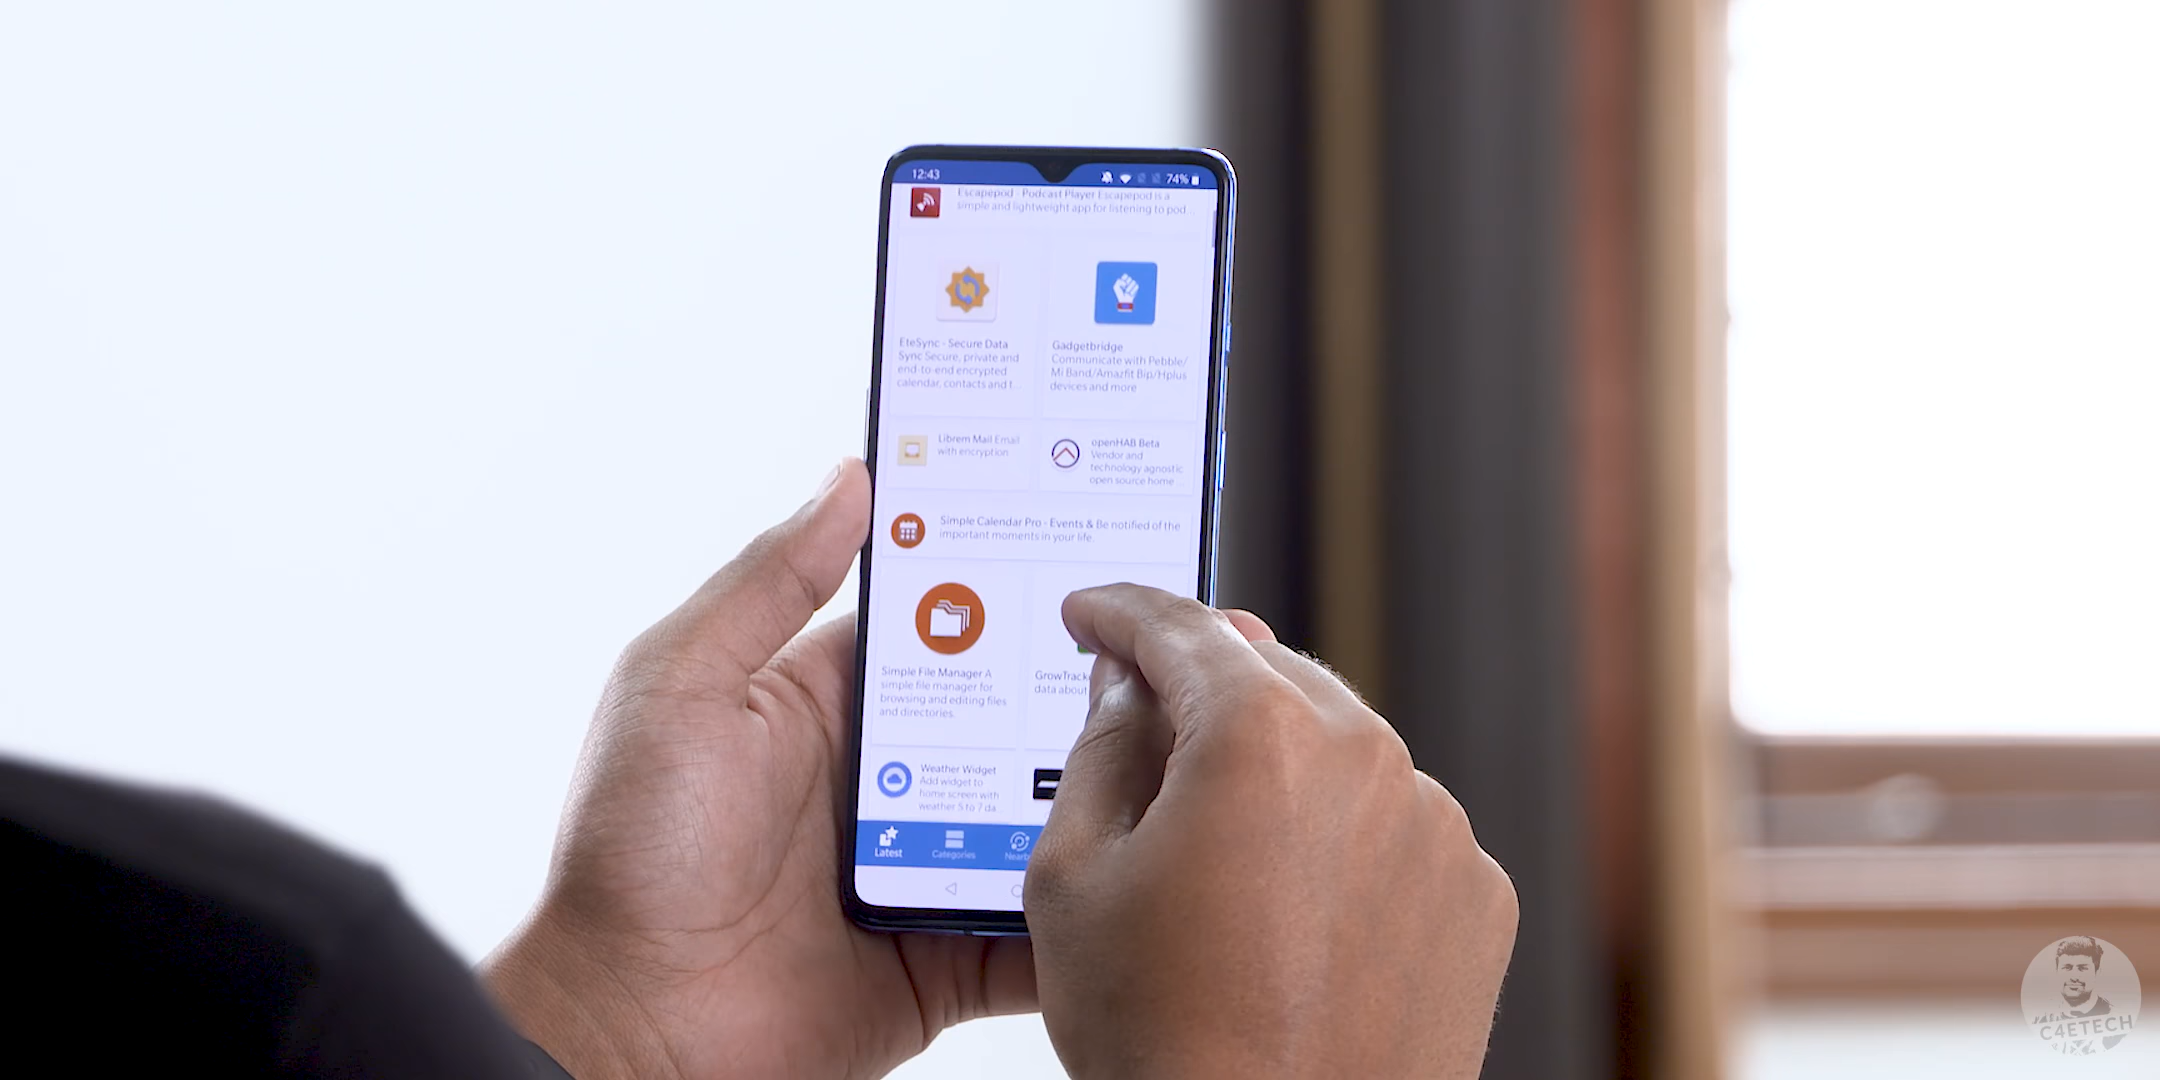 12:43
74%
Escapepod - Podcast Player Escapepod is a
simple and lightweight app for listening to pod...
EteSync - Secure Data
Sync Secure, private and
end-to-end encrypted
calendar, contacts and t...
Gadgetbridge
Communicate with Pebble/
Mi Band/Amazfit Bip/Hplus
devices and more
Librem Mail Email
with encryption
openHAB Beta
Vendor and
technology agnostic
open source home ...
Simple Calendar Pro - Events & Be notified of the
important moments in your life.
Simple File Manager A
simple file manager for
browsing and editing files
and directories.
GrowTracke
data about
Weather Widget
Add widget to
home screen with
weather 5 to 7 da...
Latest
Categories
Nearb
C4ETECH